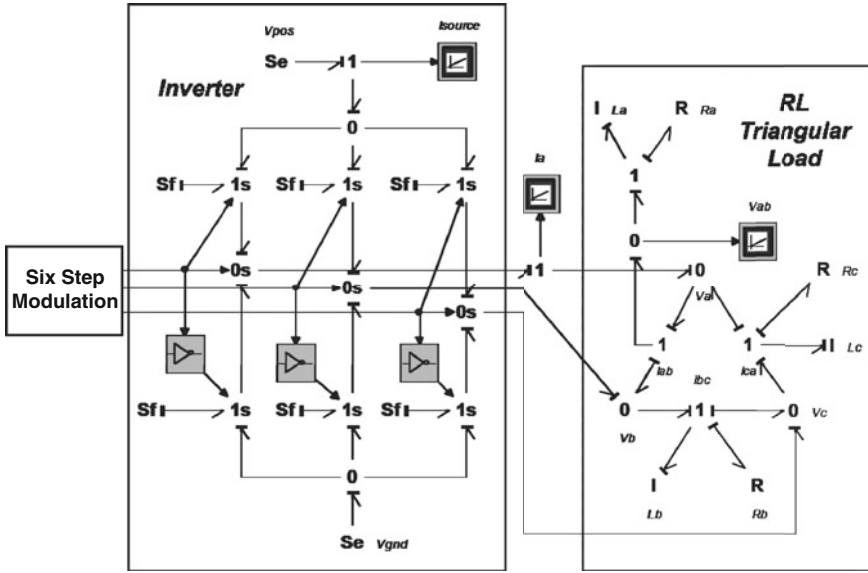 Vpos
Isource
Se
1
Inverter
0
Sf
1s
Sf
1s
Sf
1s
Six Step
Modulation
0s
0s
0s
Sf
1s
Sf
1s
Sf
1s
0
Se
Vgnd
Ia
1
RL
Triangular
Load
I
La
R
Ra
1
Vab
0
0
Va
R
Rc
1
Iab
1
Ica
I
Lc
Ibc
0
1
0
Vc
Vb
I
Lb
R
Rb